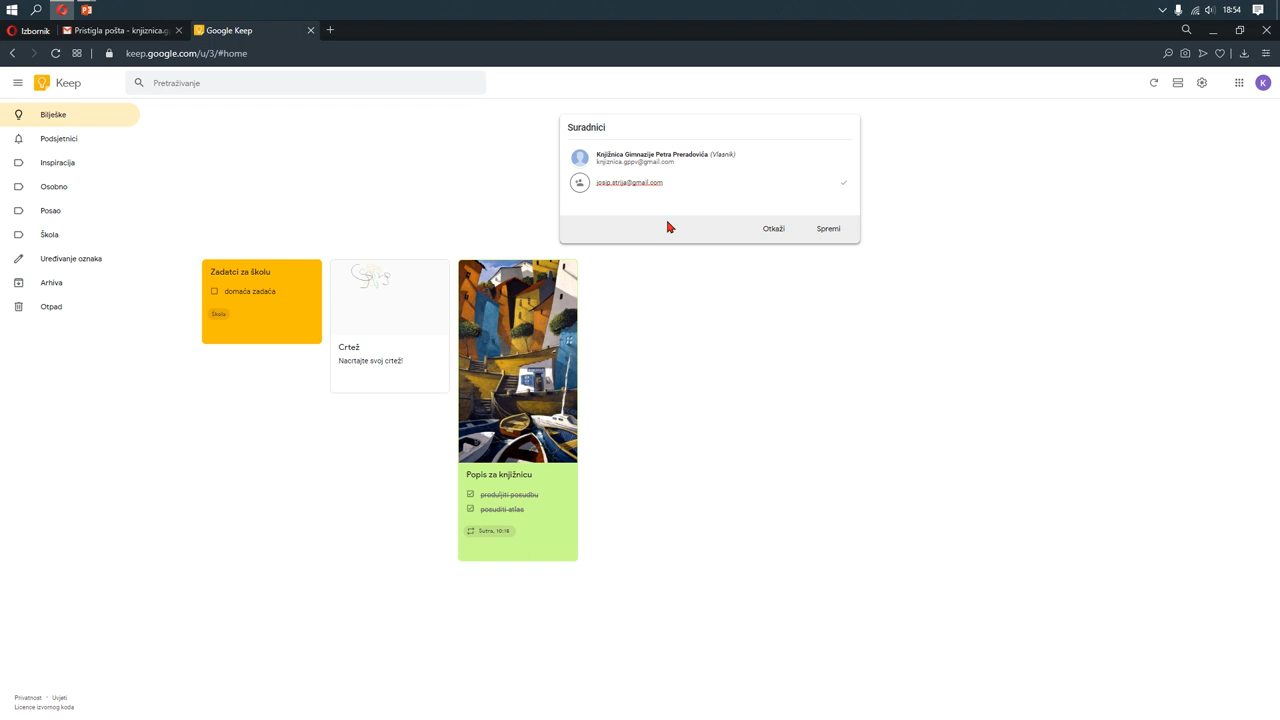 18:54
Izbornik
Pristigla pošta - knjiznica.g
Google Keep
keep.google.com/u/3/#home
Keep
Pretraživanje
K
Bilješke
Podsjetnici
Inspiracija
Osobno
Posao
Škola
Uređivanje oznaka
Arhiva
Otpad
Suradnici
Knjižnica Gimnazije Petra Preradovića (Vlasnik)
knjiznica.gppv@gmail.com
josip.strija@gmail.com
Otkaži
Spremi
Zadatci za školu
domaća zadaća
Škola
Crtež
Nacrtajte svoj crtež!
Popis za knjižnicu
produljiti posudbu
posuditi atlas
Sutra, 10:15
Privatnost · Uvjeti
Licence izvornog koda